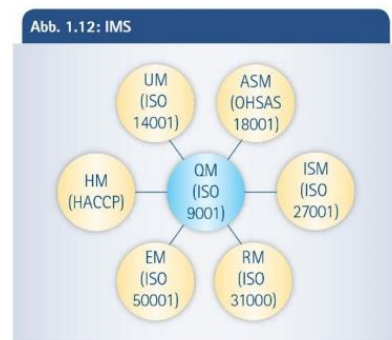 Abb. 1.12: IMS
UM
(ISO
14001)
ASM
(OHSAS
18001)
HM
(HACCP)
QM
(ISO
9001)
ISM
(ISO
27001)
EM
(ISO
50001)
RM
(ISO
31000)